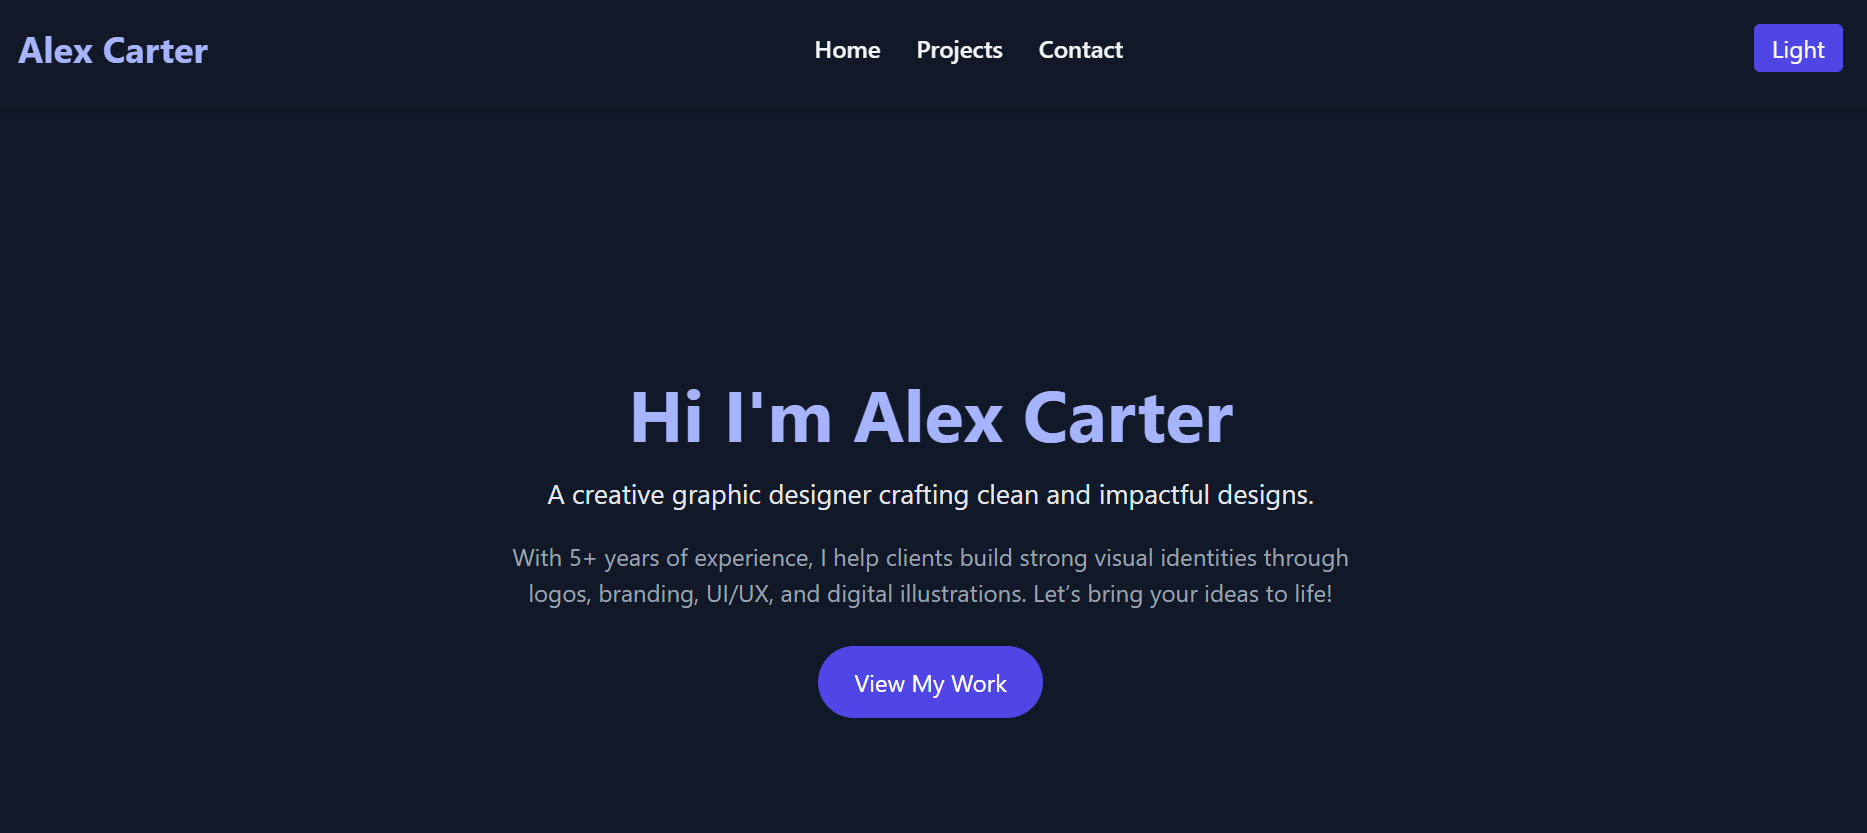 Alex Carter
Home
Projects
Contact
Light
Hi I'm Alex Carter
A creative graphic designer crafting clean and impactful designs.
With 5+ years of experience, I help clients build strong visual identities through
logos, branding, UI/UX, and digital illustrations. Let’s bring your ideas to life!
View My Work